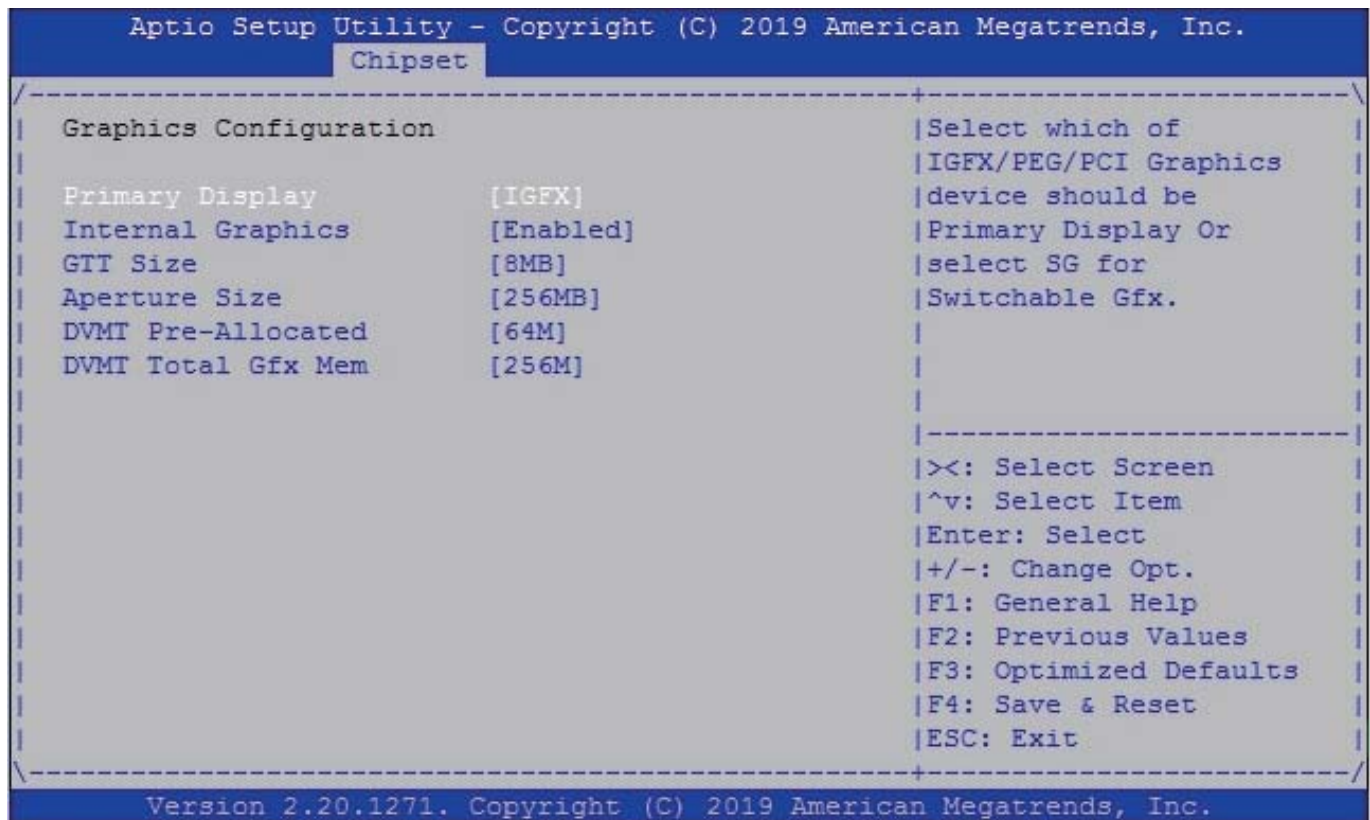 Aptio Setup Utility - Copyright (C) 2019 American Megatrends, Inc.
Chipset
/----------------------------------------------------+-------------------------\
Graphics Configuration
Primary Display [IGFX]
Internal Graphics [Enabled]
GTT Size [8MB]
Aperture Size [256MB]
DVMT Pre-Allocated [64M]
DVMT Total Gfx Mem [256M]
|Select which of
|IGFX/PEG/PCI Graphics
|device should be
|Primary Display Or
|select SG for
|Switchable Gfx.
|-------------------------|
|><: Select Screen
|^v: Select Item
|Enter: Select
|+/-: Change Opt.
|F1: General Help
|F2: Previous Values
|F3: Optimized Defaults
|F4: Save & Reset
|ESC: Exit
\----------------------------------------------------+-------------------------/
Version 2.20.1271. Copyright (C) 2019 American Megatrends, Inc.